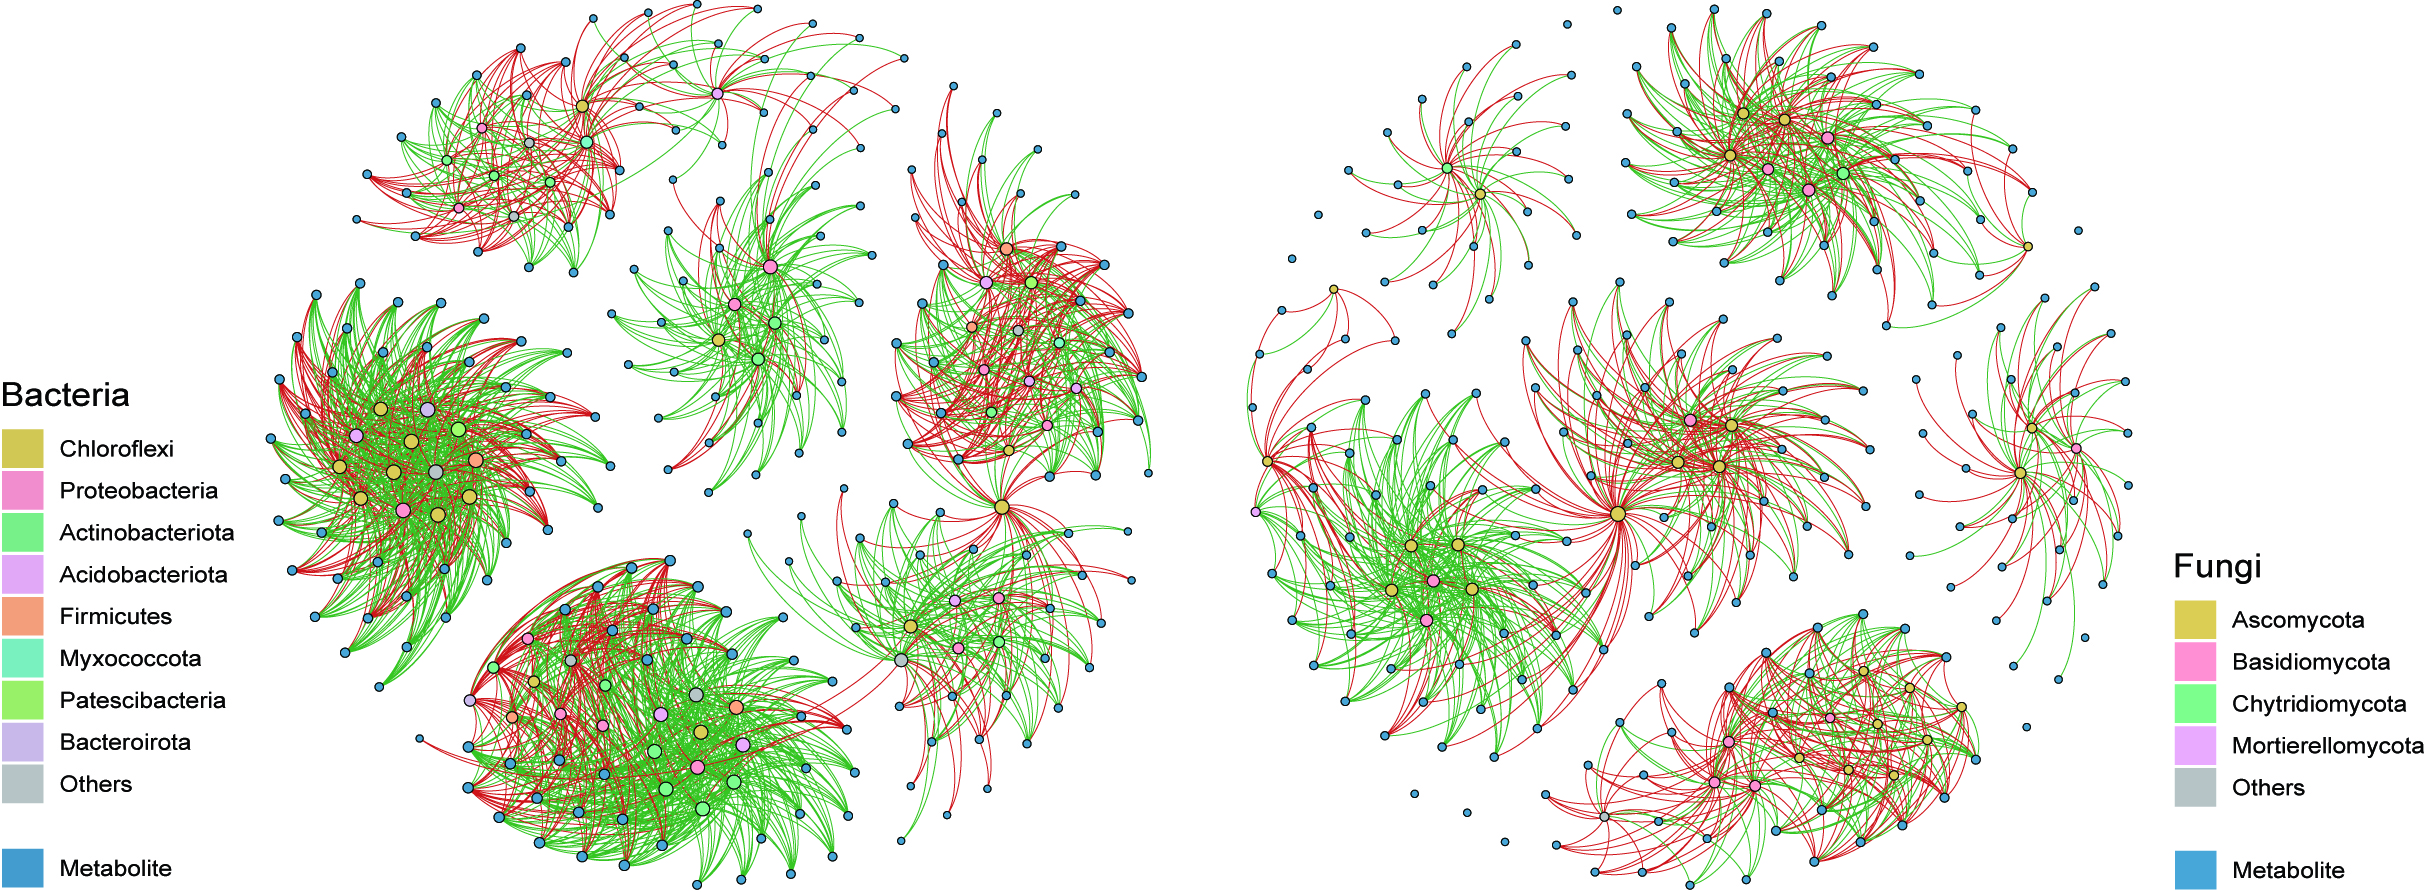 Bacteria
Chloroflexi
Proteobacteria
Actinobacteriota
Acidobacteriota
Firmicutes
Myxococcota
Patescibacteria
Bacteroirota
Others
Metabolite
Fungi
Ascomycota
Basidiomycota
Chytridiomycota
Mortierellomycota
Others
Metabolite